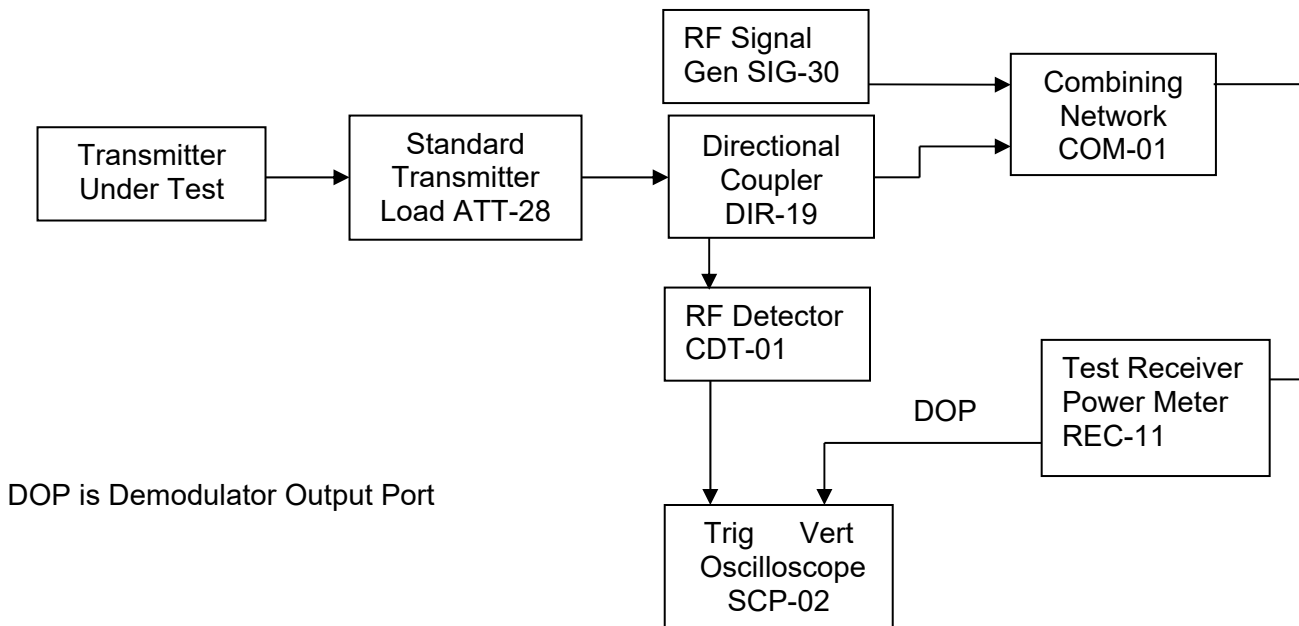 RF Signal
Gen SIG-30
Combining
Network
COM-01
Transmitter
Under Test
Standard
Transmitter
Load ATT-28
Directional
Coupler
DIR-19
RF Detector
CDT-01
Test Receiver
Power Meter
REC-11
DOP
DOP is Demodulator Output Port
Trig Vert
Oscilloscope
SCP-02